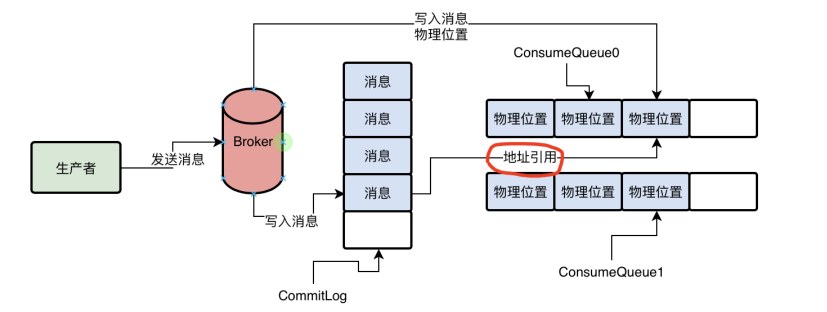 写入消息
物理位置
ConsumeQueue0
消息
消息
消息
消息
物理位置
物理位置
物理位置
Broker
生产者
发送消息
地址引用
物理位置
物理位置
物理位置
写入消息
ConsumeQueue1
CommitLog